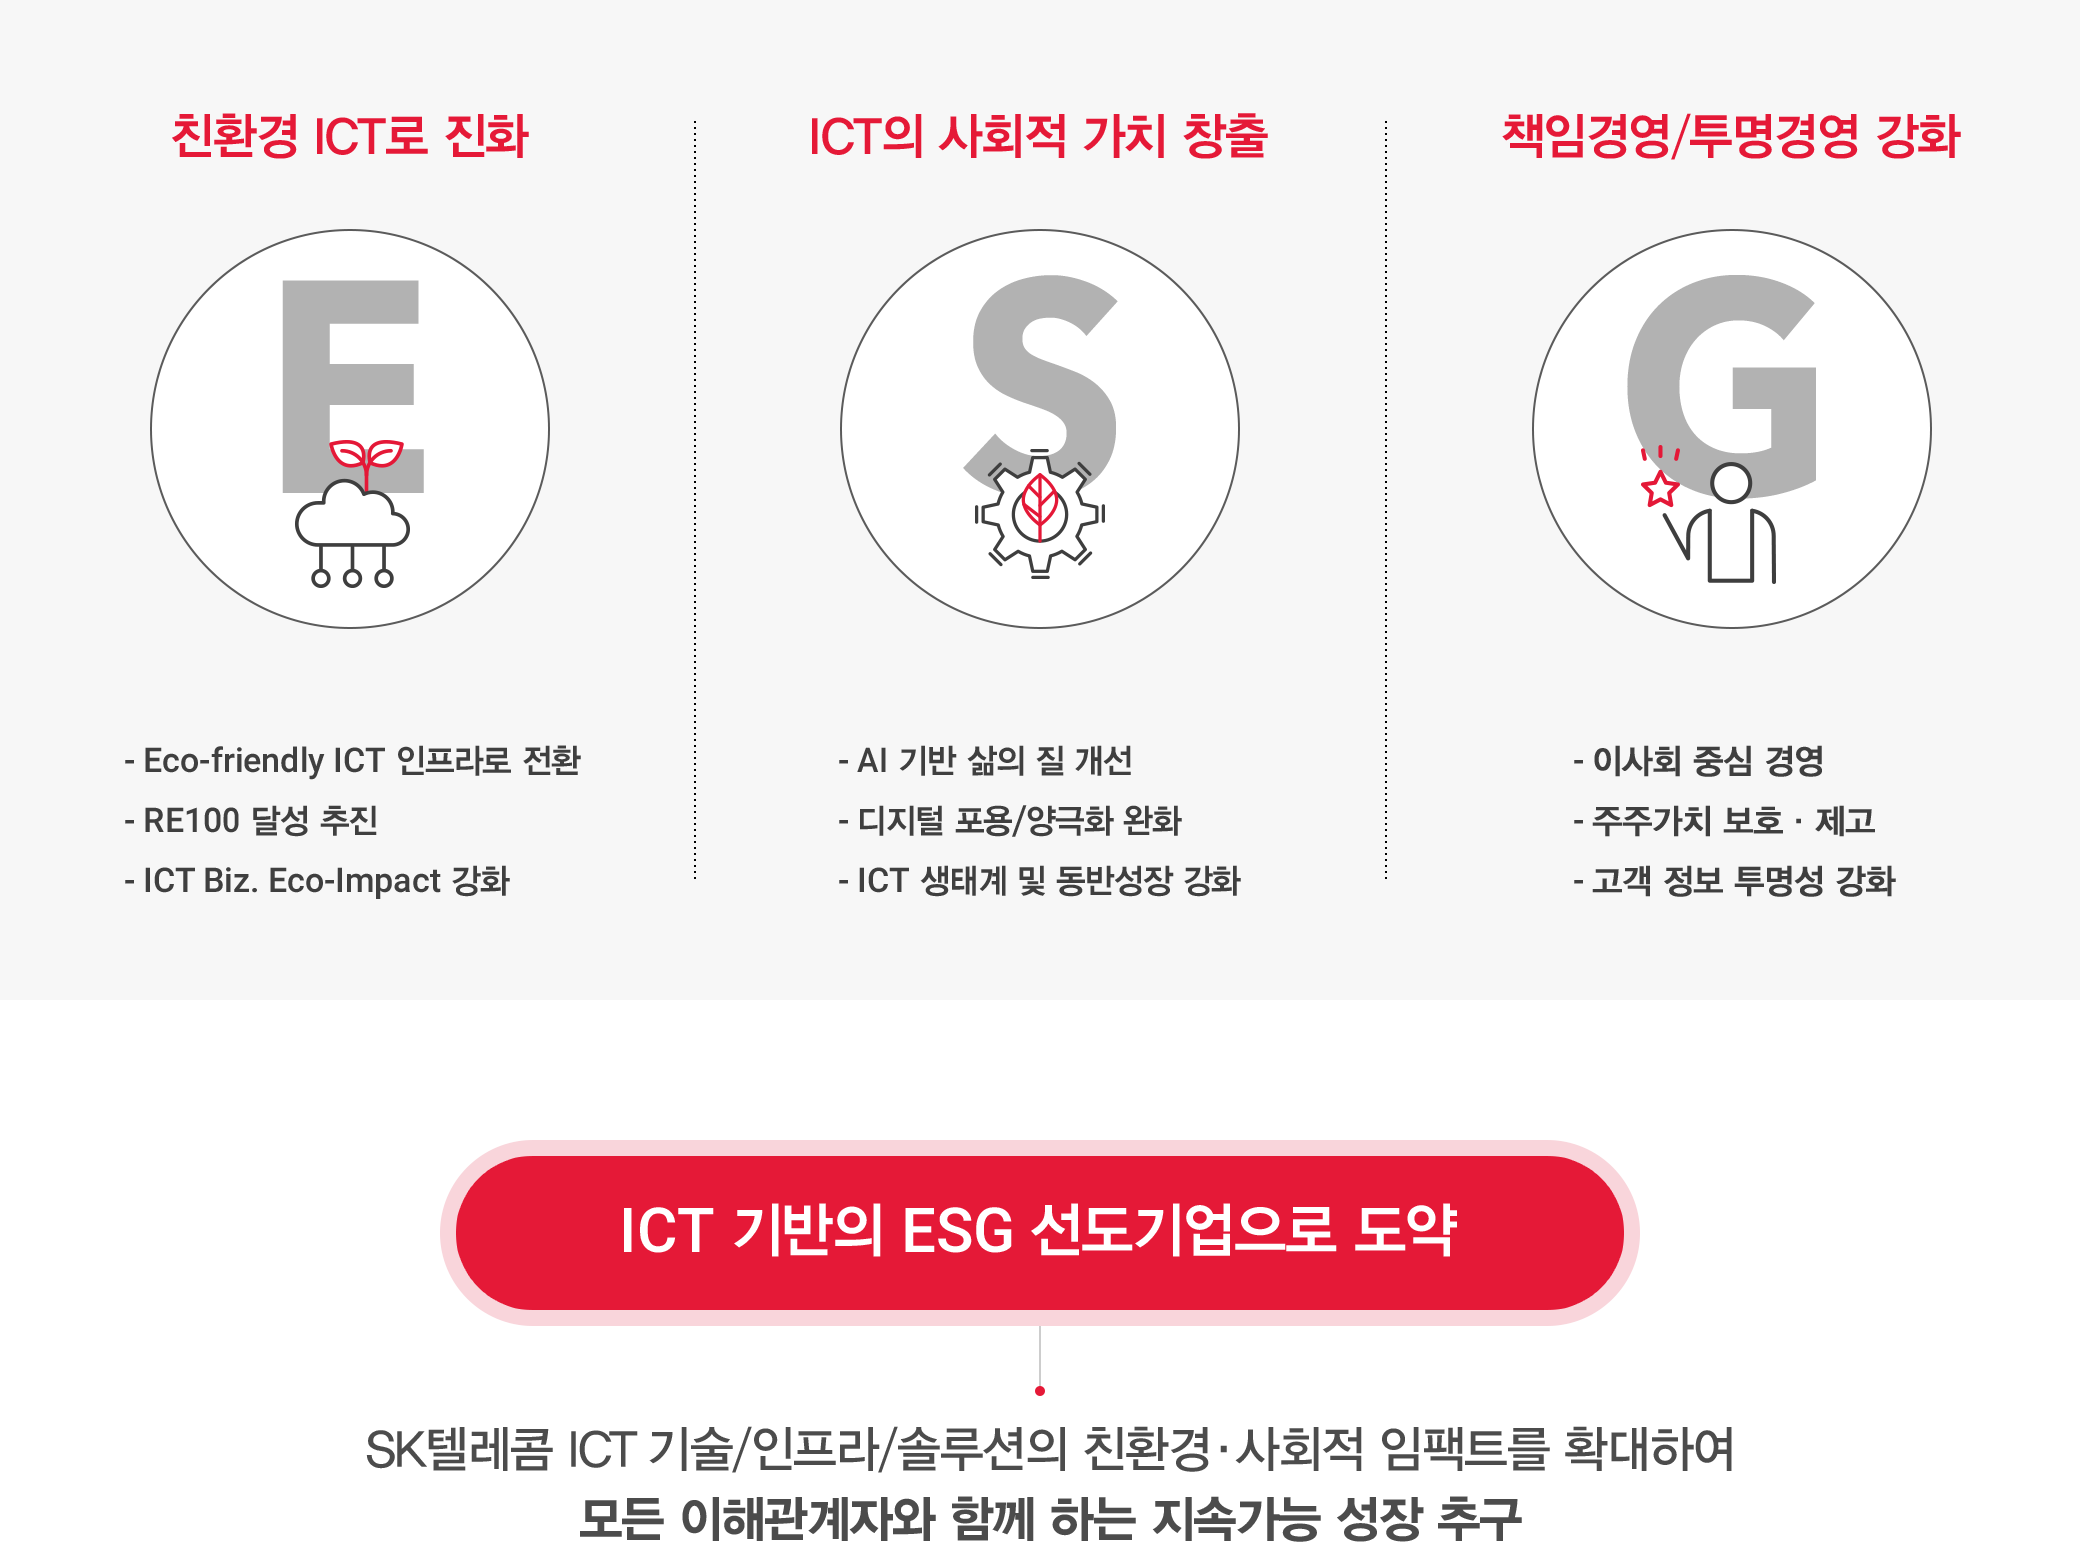 친환경 ICT로 진화
E
- Eco-friendly ICT 인프라로 전환
- RE100 달성 추진
- ICT Biz. Eco-Impact 강화
ICT의 사회적 가치 창출
S
- AI 기반 삶의 질 개선
- 디지털 포용/양극화 완화
- ICT 생태계 및 동반성장 강화
책임경영/투명경영 강화
G
- 이사회 중심 경영
- 주주가치 보호 · 제고
- 고객 정보 투명성 강화
ICT 기반의 ESG 선도기업으로 도약
SK텔레콤 ICT 기술/인프라/솔루션의 친환경·사회적 임팩트를 확대하여
모든 이해관계자와 함께 하는 지속가능 성장 추구